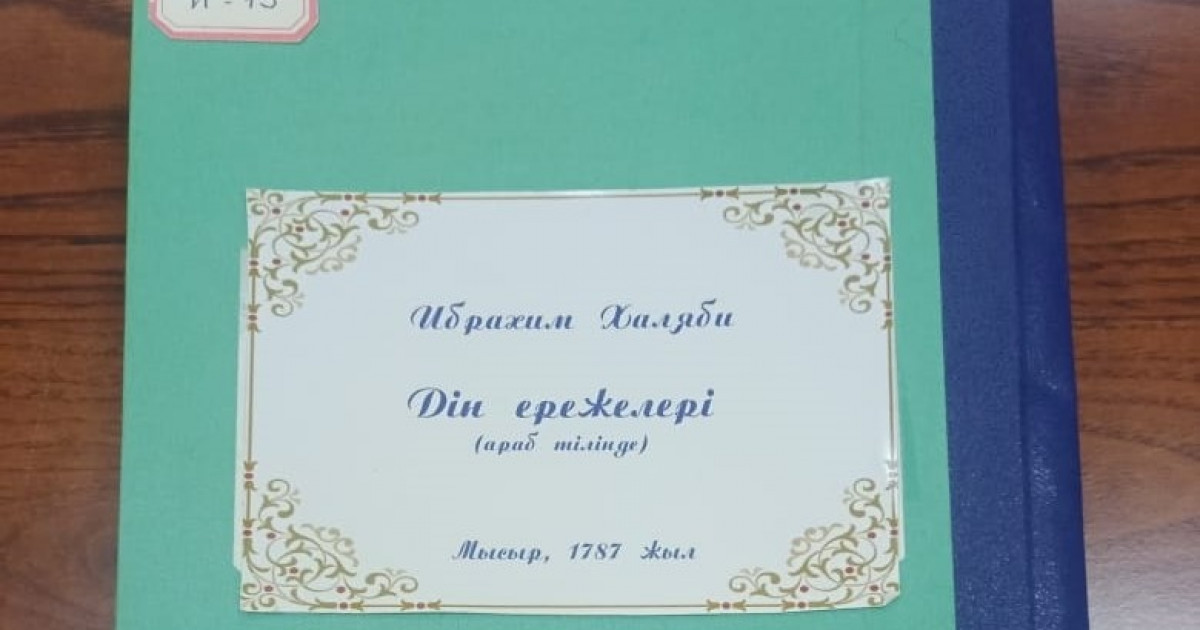 Ибрахим Халяби
Дін ережелері
(араб тілінде)
Мысыр, 1787 жыл